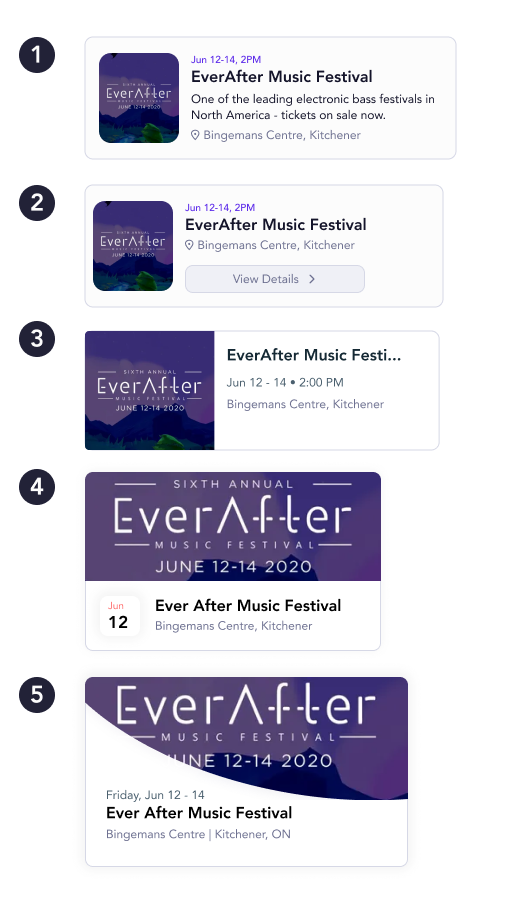 1
SIXTH ANNUAL
EverAfter
MUSIC FESTIVAL
JUNE 12-14 2020
Jun 12-14, 2PM
EverAfter Music Festival
One of the leading electronic bass festivals in
North America - tickets on sale now.
Bingemans Centre, Kitchener
2
SIXTH ANNUAL
EverAfter
MUSIC FESTIVAL
JUNE 12-14 2020
Jun 12-14, 2PM
EverAfter Music Festival
Bingemans Centre, Kitchener
View Details
3
SIXTH ANNUAL
EverAfter
MUSIC FESTIVAL
JUNE 12-14 2020
EverAfter Music Festi...
Jun 12 - 14 • 2:00 PM
Bingemans Centre, Kitchener
4
SIXTH ANNUAL
EverAfter
MUSIC FESTIVAL
JUNE 12-14 2020
Jun
12
Ever After Music Festival
Bingemans Centre, Kitchener
5
EverAfter
MUSIC FESTIVAL
JUNE 12-14 2020
Friday, Jun 12 - 14
Ever After Music Festival
Bingemans Centre | Kitchener, ON